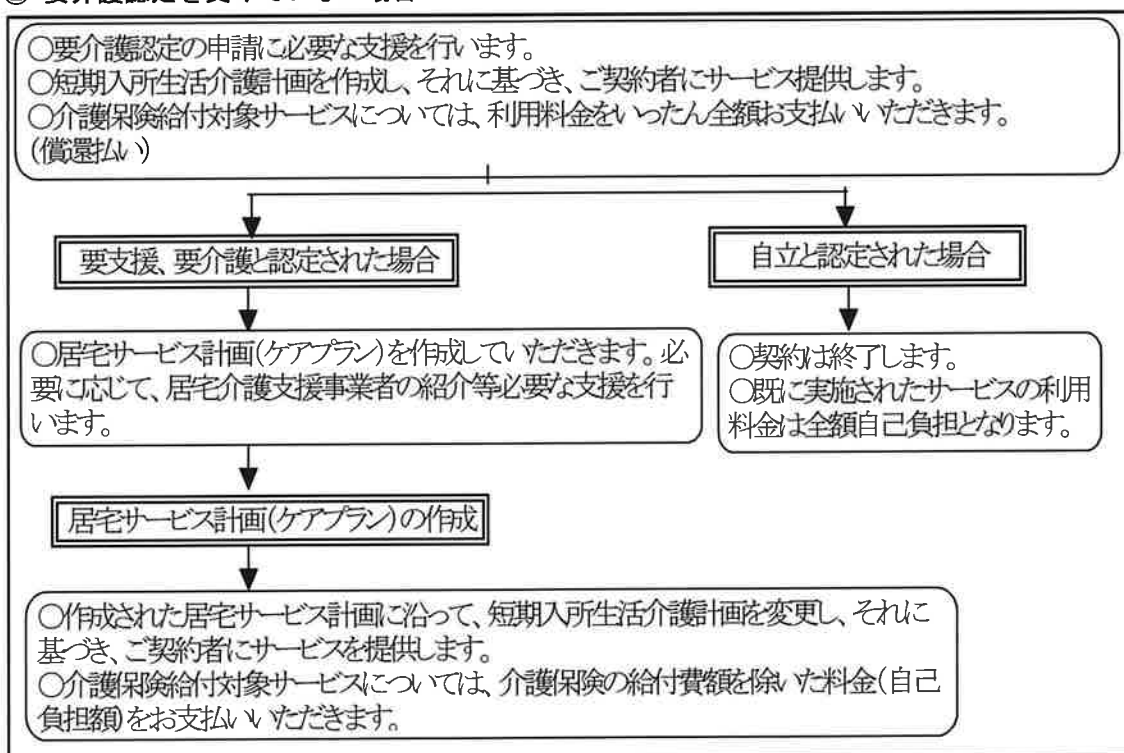 ○要介護認定の申請に必要な支援を行います。
○短期入所生活介護計画を作成し、それに基づき、ご契約者にサービス提供します。
○介護保険給付対象サービスについては、利用料金をいったん全額お支払いいただきます。
(償還払い)
要支援、要介護と認定された場合
自立と認定された場合
○居宅サービス計画(ケアプラン)を作成していただきます。必
要に応じて、居宅介護支援事業者の紹介等必要な支援を行
います。
○契約は終了します。
○既に実施されたサービスの利用
料金は全額自己負担となります。
居宅サービス計画(ケアプラン)の作成
○作成された居宅サービス計画に沿って、短期入所生活介護計画を変更し、それに
基づき、ご契約者にサービスを提供します。
○介護保険給付対象サービスについては、介護保険の給付費額を除いた料金(自己
負担額)をお支払いいただきます。